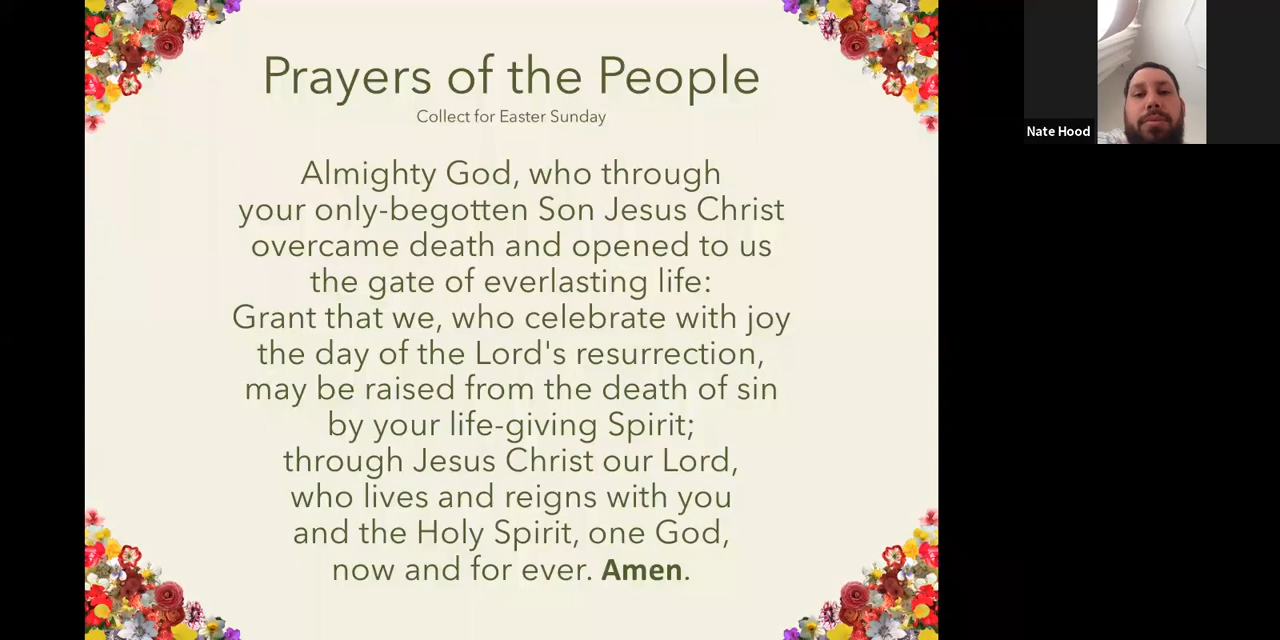 Prayers of the People
Collect for Easter Sunday
Almighty God, who through
your only-begotten Son Jesus Christ
overcame death and opened to us
the gate of everlasting life:
Grant that we, who celebrate with joy
the day of the Lord's resurrection,
may be raised from the death of sin
by your life-giving Spirit;
through Jesus Christ our Lord,
who lives and reigns with you
and the Holy Spirit, one God,
now and for ever. Amen.
Nate Hood